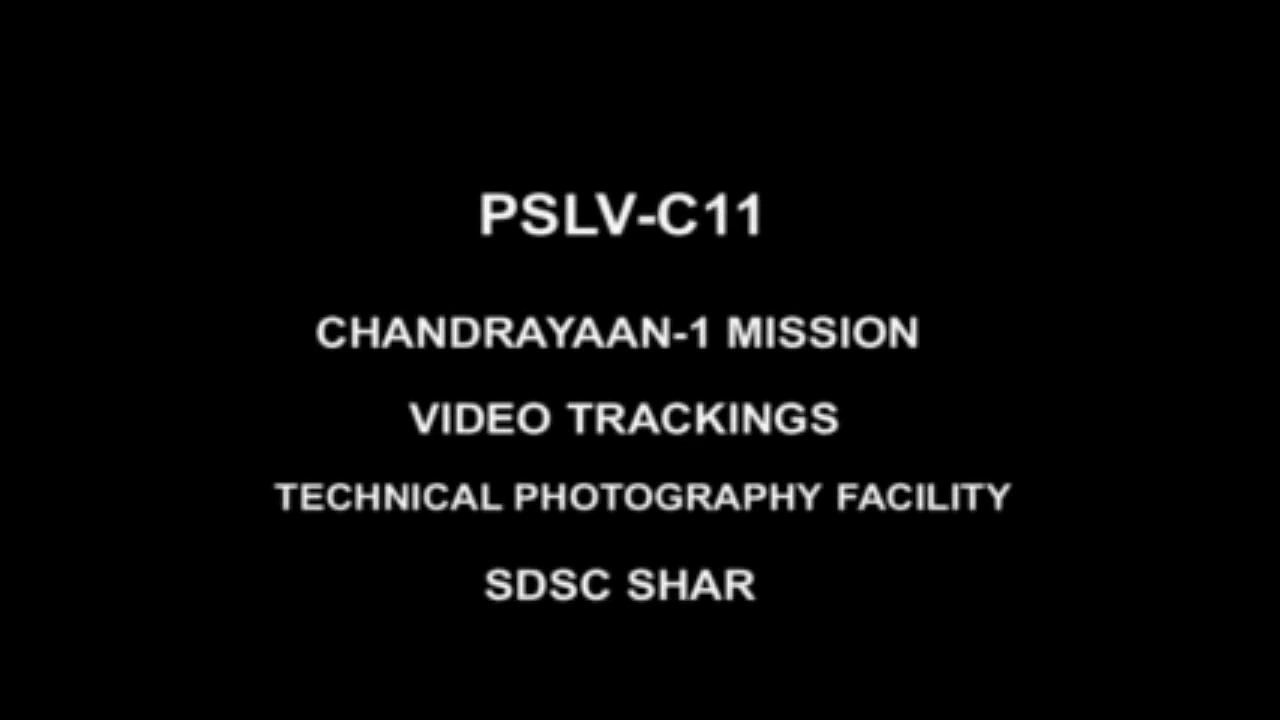 PSLV-C11
CHANDRAYAAN-1 MISSION
VIDEO TRACKINGS
TECHNICAL PHOTOGRAPHY FACILITY
SDSC SHAR